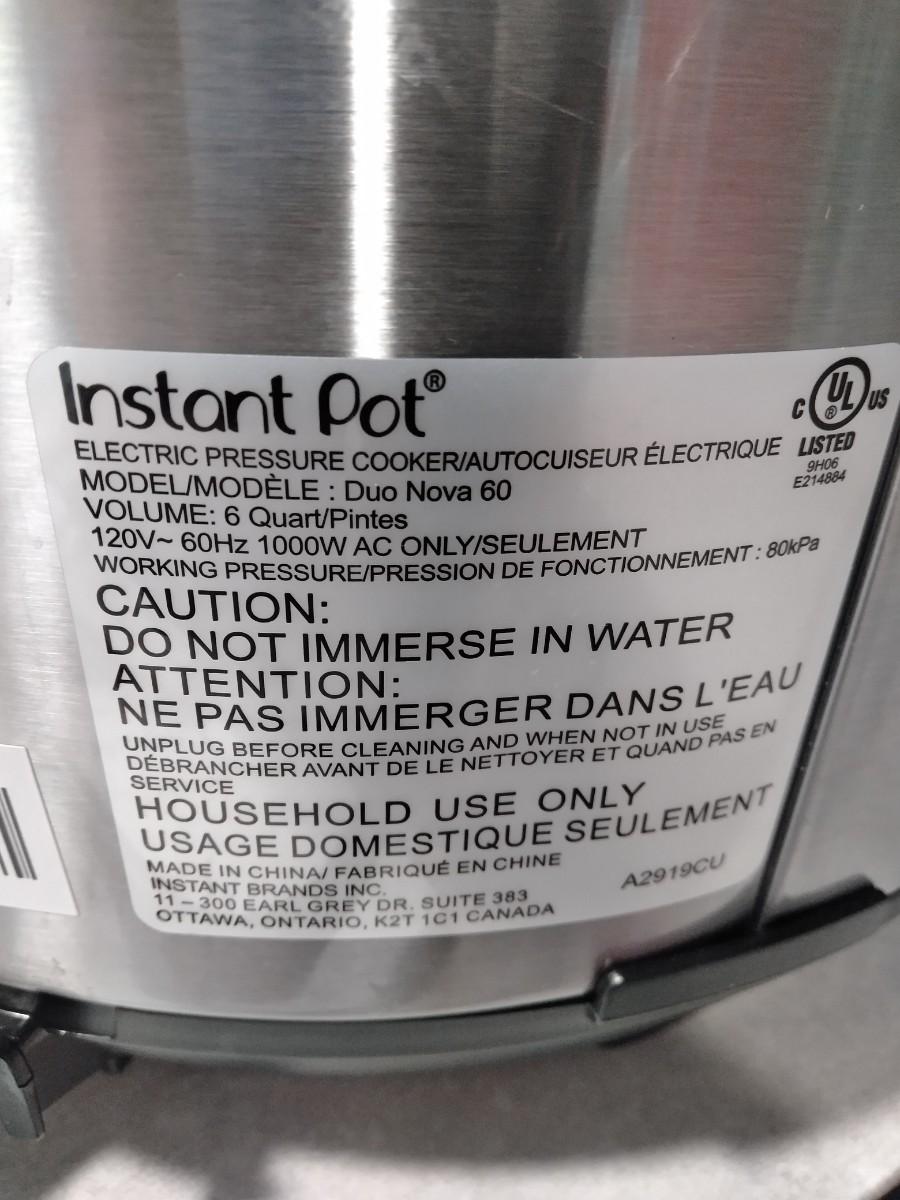 Instant Pot®
C UL ® US
LISTED
9H06
E214884
ELECTRIC PRESSURE COOKER/AUTOCUISEUR ÉLECTRIQUE
MODEL/MODÈLE : Duo Nova 60
VOLUME: 6 Quart/Pintes
120V~ 60Hz 1000W AC ONLY/SEULEMENT
WORKING PRESSURE/PRESSION DE FONCTIONNEMENT : 80kPa
CAUTION:
DO NOT IMMERSE IN WATER
ATTENTION:
NE PAS IMMERGER DANS L'EAU
UNPLUG BEFORE CLEANING AND WHEN NOT IN USE
DÉBRANCHER AVANT DE LE NETTOYER ET QUAND PAS EN
SERVICE
HOUSEHOLD USE ONLY
USAGE DOMESTIQUE SEULEMENT
MADE IN CHINA/ FABRIQUÉ EN CHINE
INSTANT BRANDS INC.
11 – 300 EARL GREY DR. SUITE 383
OTTAWA, ONTARIO, K2T 1C1 CANADA
A2919CU